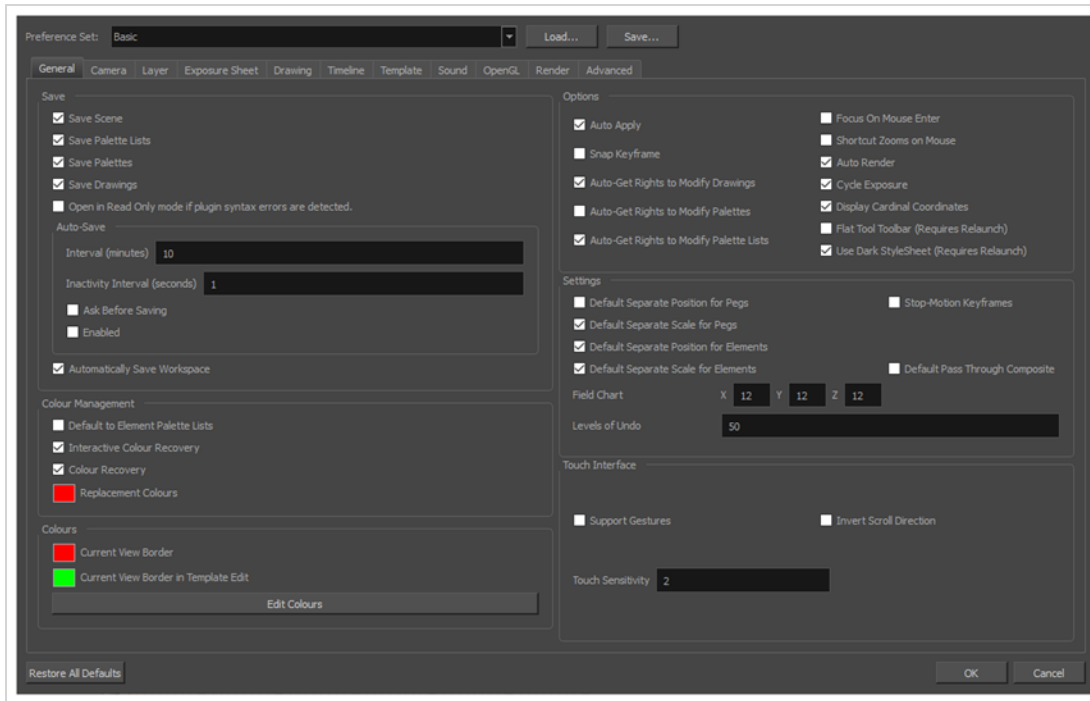 Preference Set: Basic Load... Save...
General Camera Layer Exposure Sheet Drawing Timeline Template Sound OpenGL Render Advanced
Save
Save Scene
Save Palette Lists
Save Palettes
Save Drawings
Open in Read Only mode if plugin syntax errors are detected.
Auto-Save
Interval (minutes) 10
Inactivity Interval (seconds) 1
Ask Before Saving
Enabled
Automatically Save Workspace
Colour Management
Default to Element Palette Lists
Interactive Colour Recovery
Colour Recovery
Replacement Colours
Colours
Current View Border
Current View Border in Template Edit
Edit Colours
Options
Auto Apply
Snap Keyframe
Auto-Get Rights to Modify Drawings
Auto-Get Rights to Modify Palettes
Auto-Get Rights to Modify Palette Lists
Focus On Mouse Enter
Shortcut Zooms on Mouse
Auto Render
Cycle Exposure
Display Cardinal Coordinates
Flat Tool Toolbar (Requires Relaunch)
Use Dark StyleSheet (Requires Relaunch)
Settings
Default Separate Position for Pegs Stop-Motion Keyframes
Default Separate Scale for Pegs
Default Separate Position for Elements
Default Separate Scale for Elements Default Pass Through Composite
Field Chart X 12 Y 12 Z 12
Levels of Undo 50
Touch Interface
Support Gestures Invert Scroll Direction
Touch Sensitivity 2
Restore All Defaults OK Cancel